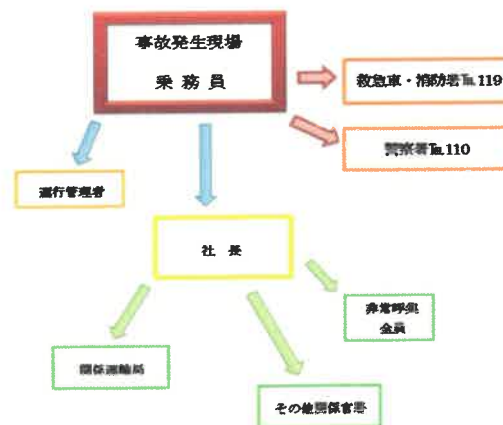 事故発生現場
乗務員
救急車・消防署℡119
警察署℡110
運行管理者
社長
非常呼集
全員
関係運輸局
その他関係官署